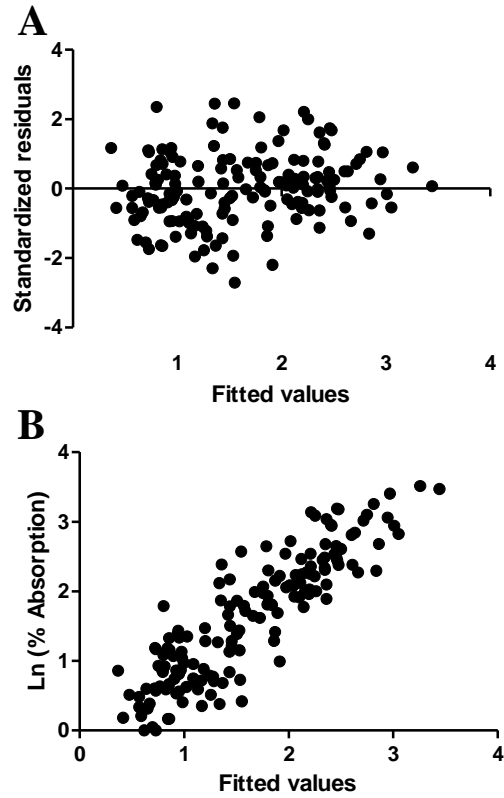 A
Standardized residuals
4
2
0
-2
-4
1 2 3 4
Fitted values
B
Ln (% Absorption)
4
3
2
1
0
0 1 2 3 4
Fitted values